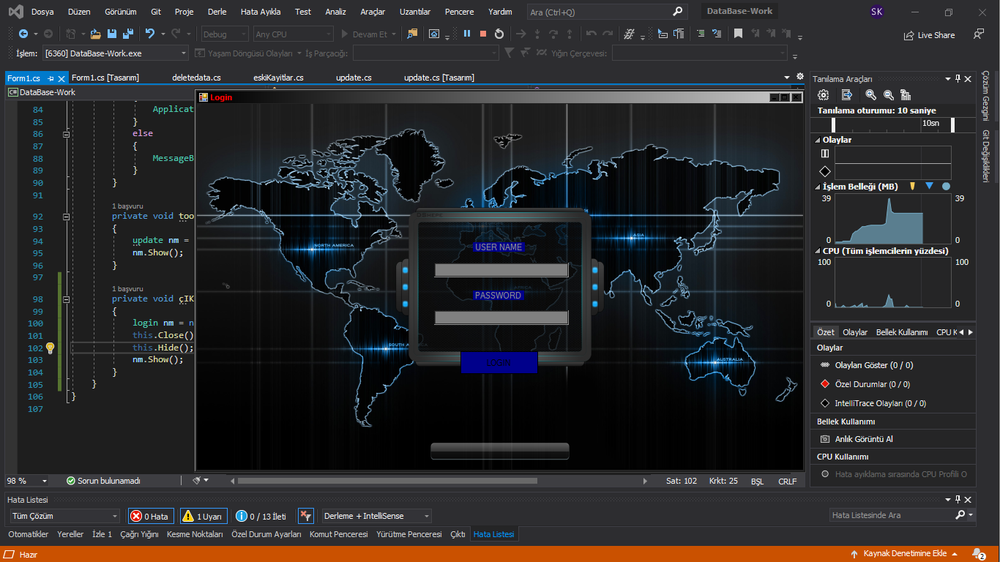 Dosya Düzen Görünüm Git Proje Derle Hata Ayıkla Test Analiz Araçlar Uzantılar Pencere Yardım Ara (Ctrl+Q) DataBase-Work SK
Debug Any CPU Devam Et Live Share
İşlem: [6360] DataBase-Work.exe Yaşam Döngüsü Olayları İş Parçacığı: Yığın Çerçevesi:
Form1.cs Form1.cs [Tasarım] deletedata.cs eskiKayitlar.cs update.cs update.cs [Tasarım]
DataBase-Work
84 Applicat
85 }
86 else
87 {
88 MessageB
89 }
90 }
91
1 başvuru
92 private void too
93 {
94 update nm =
95 nm.Show();
96 }
97
1 başvuru
98 private void çIK
99 {
100 login nm = n
101 this.Close()
102 this.Hide();
103 nm.Show();
104 }
105 }
106 }
107
Login
NORTH AMERICA
ASIA
SOUTH A
AUSTRALIA
USER NAME
PASSWORD
LOGIN
Tanılama Araçları
Tanılama oturumu: 10 saniye
10sn
Olaylar
İşlem Belleği (MB)
39 39
0 0
CPU (Tüm işlemcilerin yüzdesi)
100 100
0 0
Özet Olaylar Bellek Kullanımı CPU K
Olaylar
Olayları Göster (0 / 0)
Özel Durumlar (0 / 0)
IntelliTrace Olayları (0 / 0)
Bellek Kullanımı
Anlık Görüntü Al
CPU Kullanımı
Hata ayıklama sırasında CPU Profili O
Çözüm Gezgini
Git Değişiklikleri
98 % Sorun bulunamadı Sat: 102 Krkt: 25 BŞL CRLF
Hata Listesi
Tüm Çözüm 0 Hata 1 Uyarı 0 / 13 İleti Derleme + IntelliSense Hata Listesinde Ara
Otomatikler Yereller İzle 1 Çağrı Yığını Kesme Noktaları Özel Durum Ayarları Komut Penceresi Yürütme Penceresi Çıktı Hata Listesi
Hazır Kaynak Denetimine Ekle 2